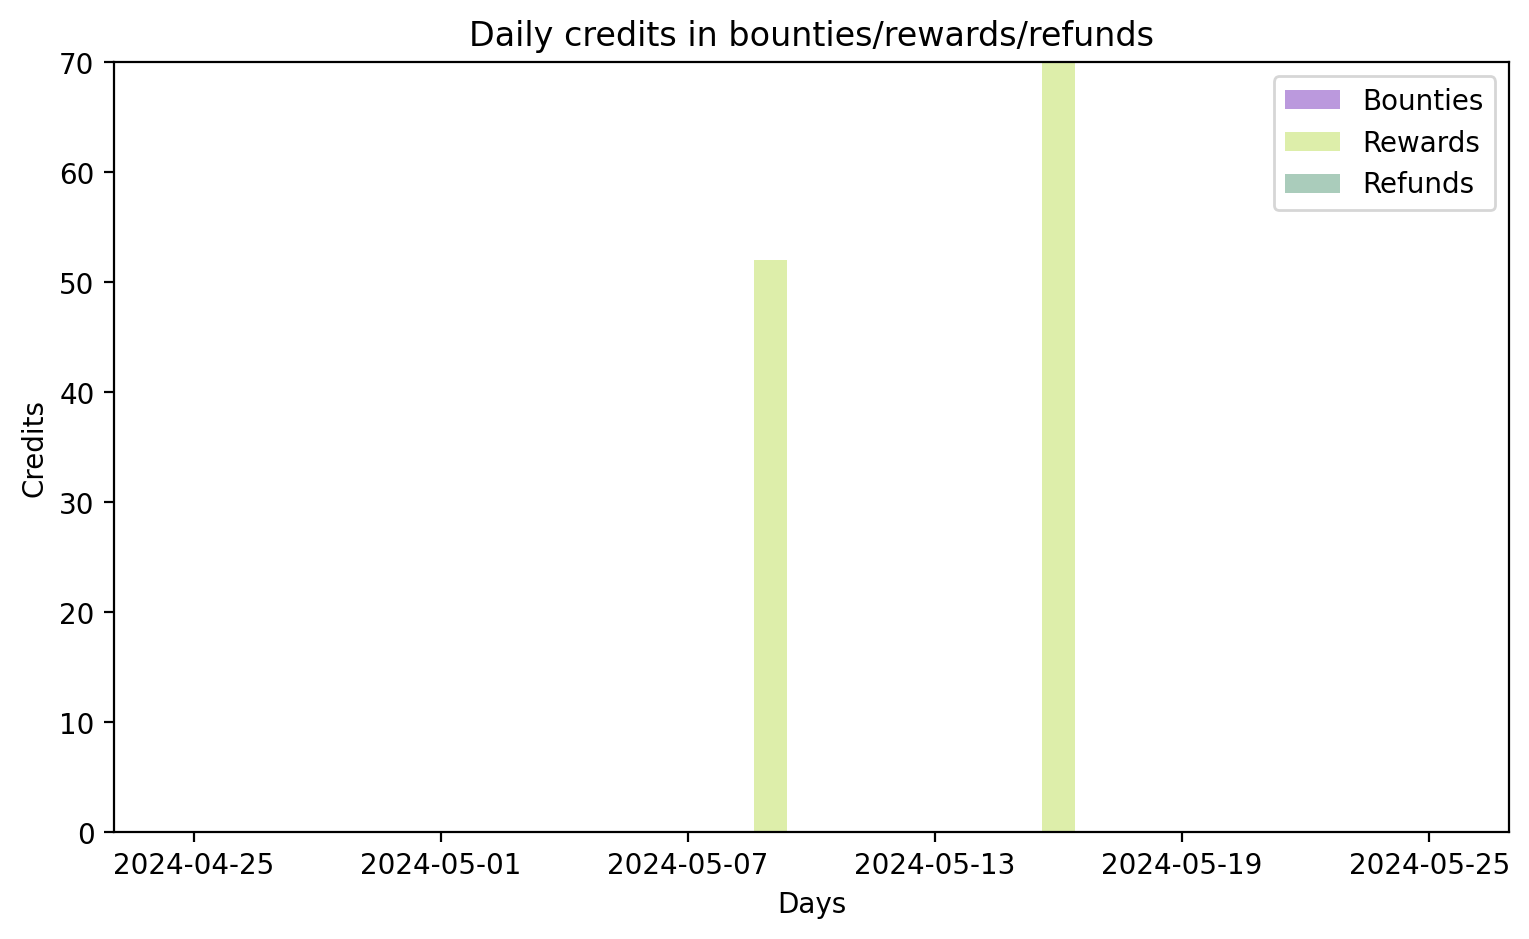 Daily credits in bounties/rewards/refunds
70
60
50
40
30
20
10
0
Credits
Bounties
Rewards
Refunds
2024-04-25 2024-05-01 2024-05-07 2024-05-13 2024-05-19 2024-05-25
Days